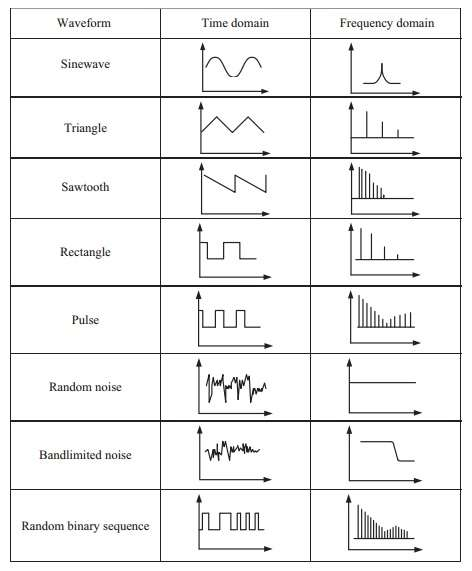 Waveform Time domain Frequency domain
Sinewave
Triangle
Sawtooth
Rectangle
Pulse
Random noise
Bandlimited noise
Random binary sequence